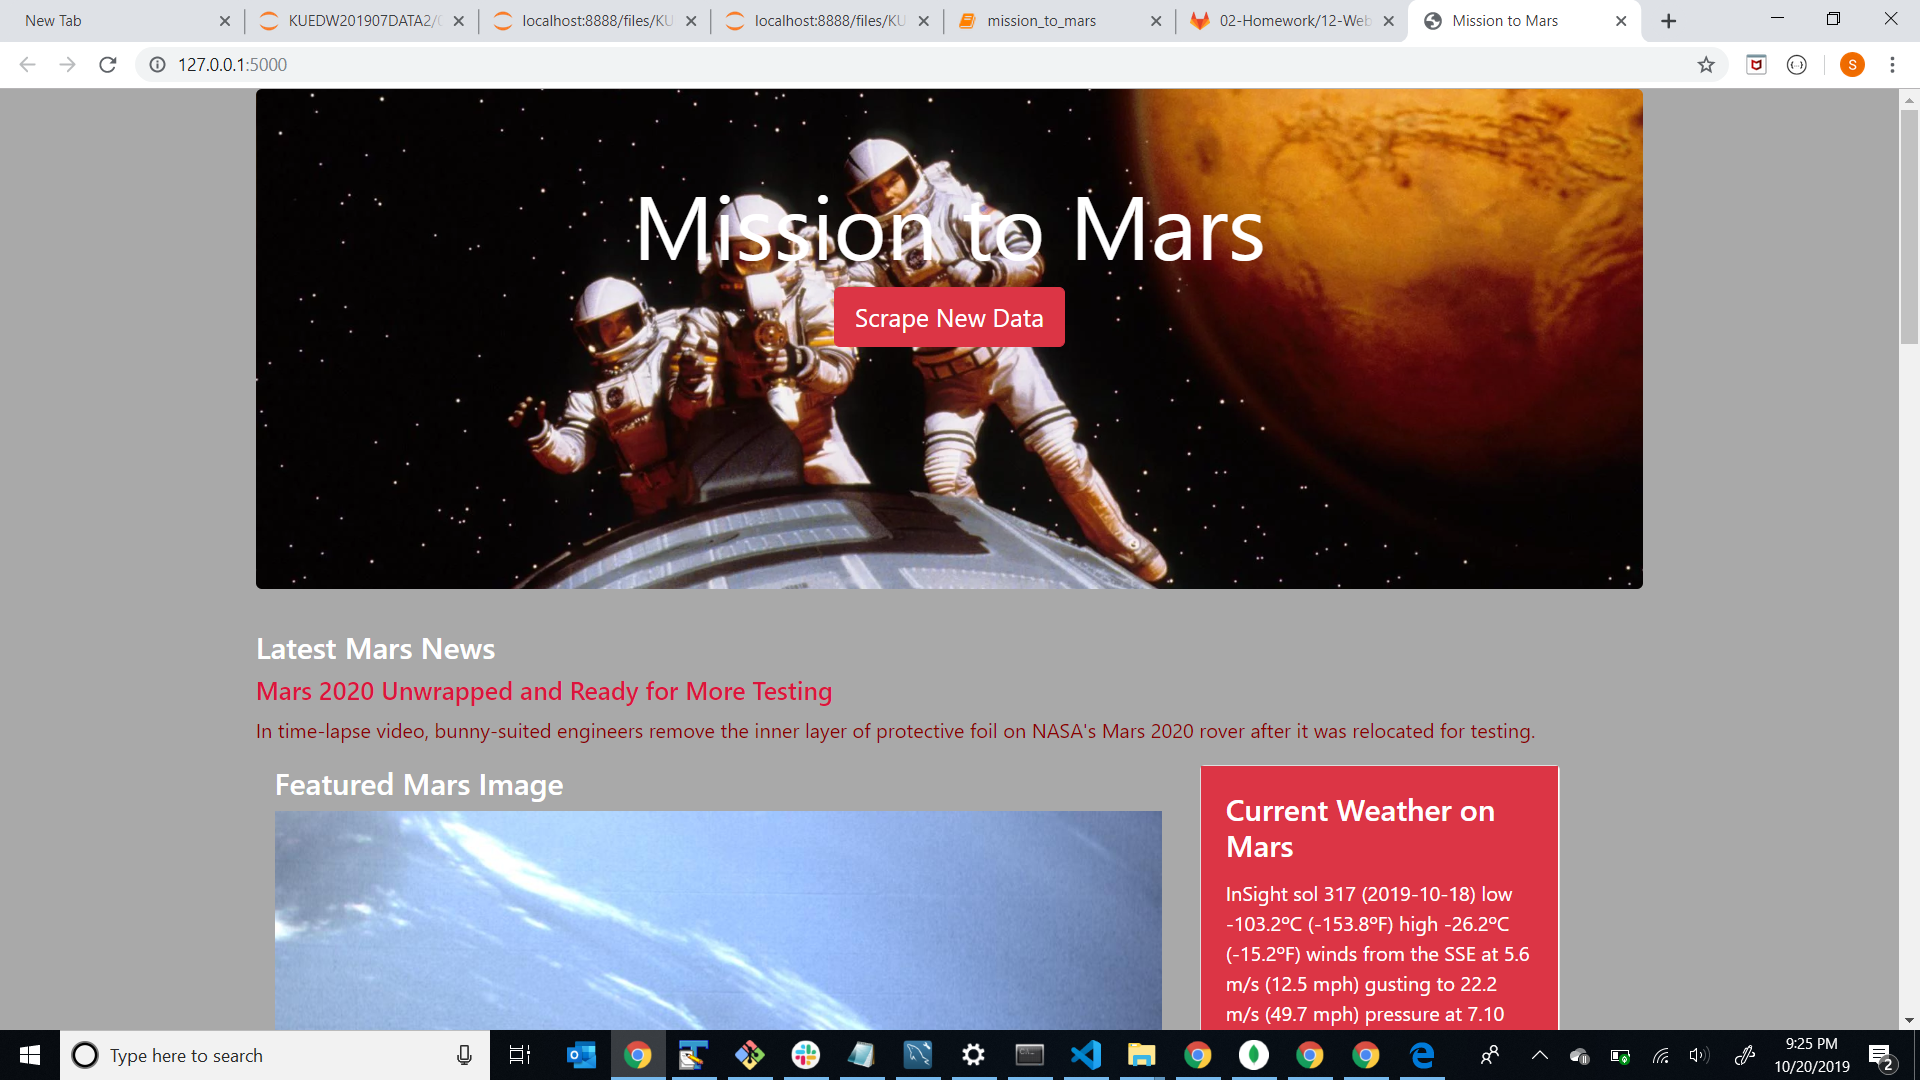 New Tab
KUEDW201907DATA2/
localhost:8888/files/KU
localhost:8888/files/KU
mission_to_mars
02-Homework/12-Web
Mission to Mars
127.0.0.1:5000
S
Mission to Mars
Scrape New Data
Latest Mars News
Mars 2020 Unwrapped and Ready for More Testing
In time-lapse video, bunny-suited engineers remove the inner layer of protective foil on NASA's Mars 2020 rover after it was relocated for testing.
Featured Mars Image
Current Weather on
Mars
InSight sol 317 (2019-10-18) low
-103.2ºC (-153.8ºF) high -26.2ºC
(-15.2ºF) winds from the SSE at 5.6
m/s (12.5 mph) gusting to 22.2
m/s (49.7 mph) pressure at 7.10
Type here to search
9:25 PM
10/20/2019
2